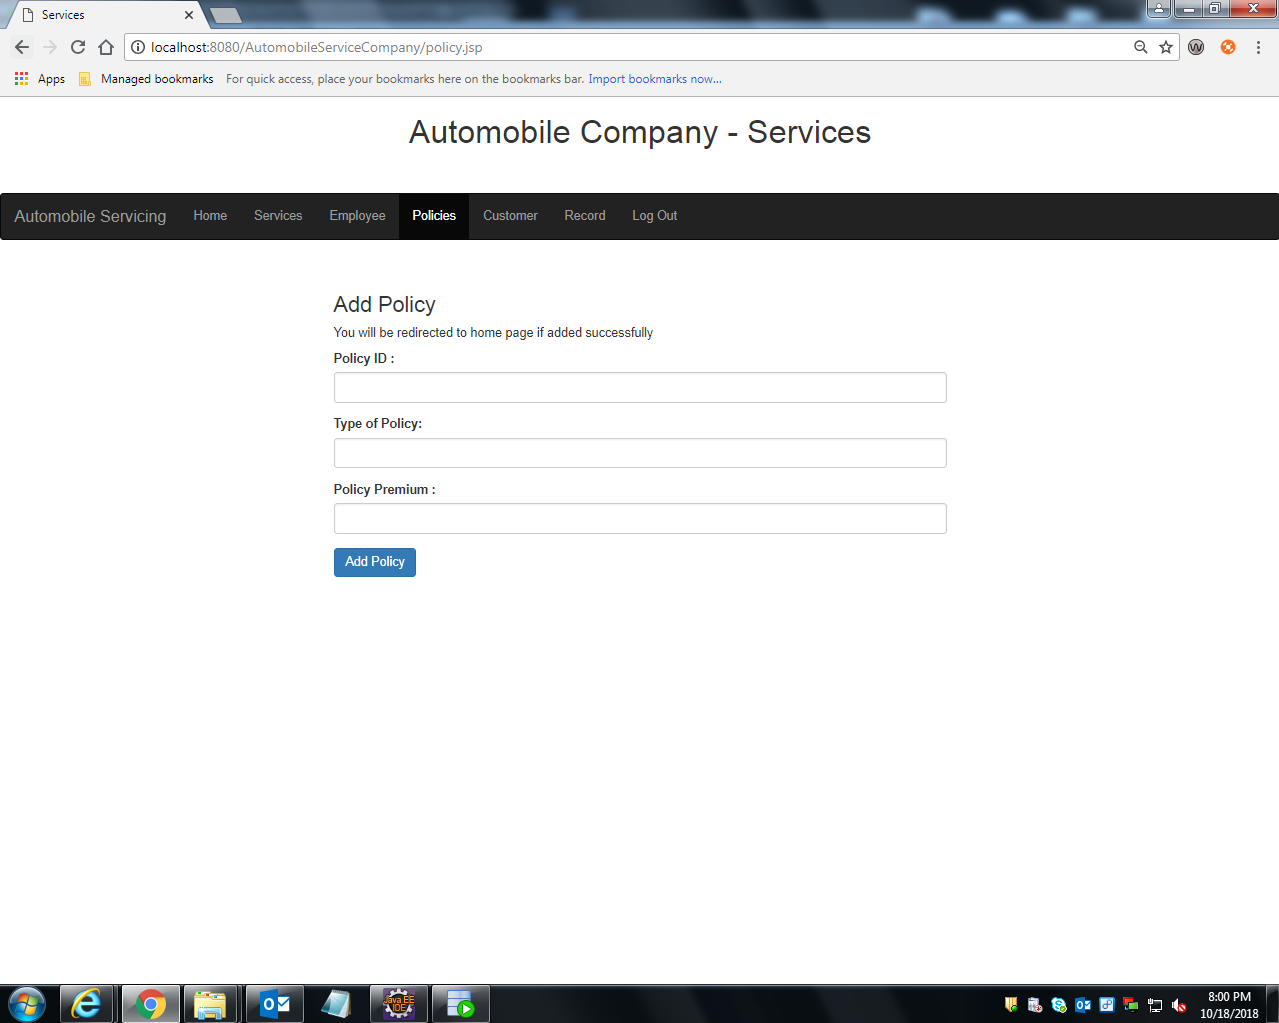 Services
localhost:8080/AutomobileServiceCompany/policy.jsp
Apps Managed bookmarks For quick access, place your bookmarks here on the bookmarks bar. Import bookmarks now...
Automobile Company - Services
Automobile Servicing Home Services Employee Policies Customer Record Log Out
Add Policy
You will be redirected to home page if added successfully
Policy ID :
Type of Policy:
Policy Premium :
Add Policy
Java EE
IDE
8:00 PM
10/18/2018